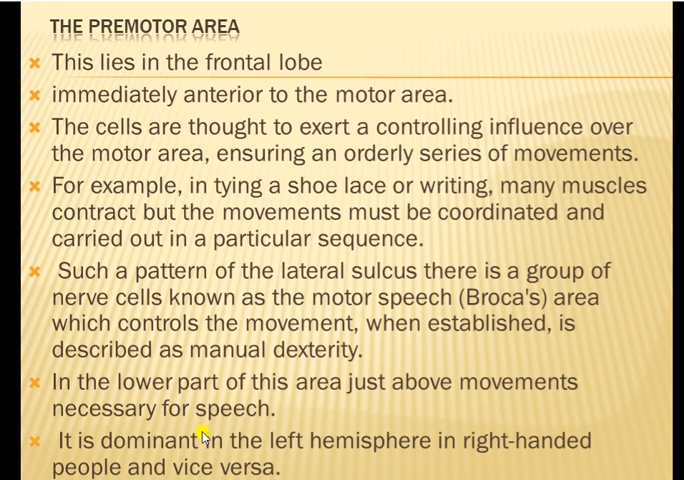 THE PREMOTOR AREA
This lies in the frontal lobe
immediately anterior to the motor area.
The cells are thought to exert a controlling influence over
the motor area, ensuring an orderly series of movements.
For example, in tying a shoe lace or writing, many muscles
contract but the movements must be coordinated and
carried out in a particular sequence.
Such a pattern of the lateral sulcus there is a group of
nerve cells known as the motor speech (Broca's) area
which controls the movement, when established, is
described as manual dexterity.
In the lower part of this area just above movements
necessary for speech.
It is dominant in the left hemisphere in right-handed
people and vice versa.